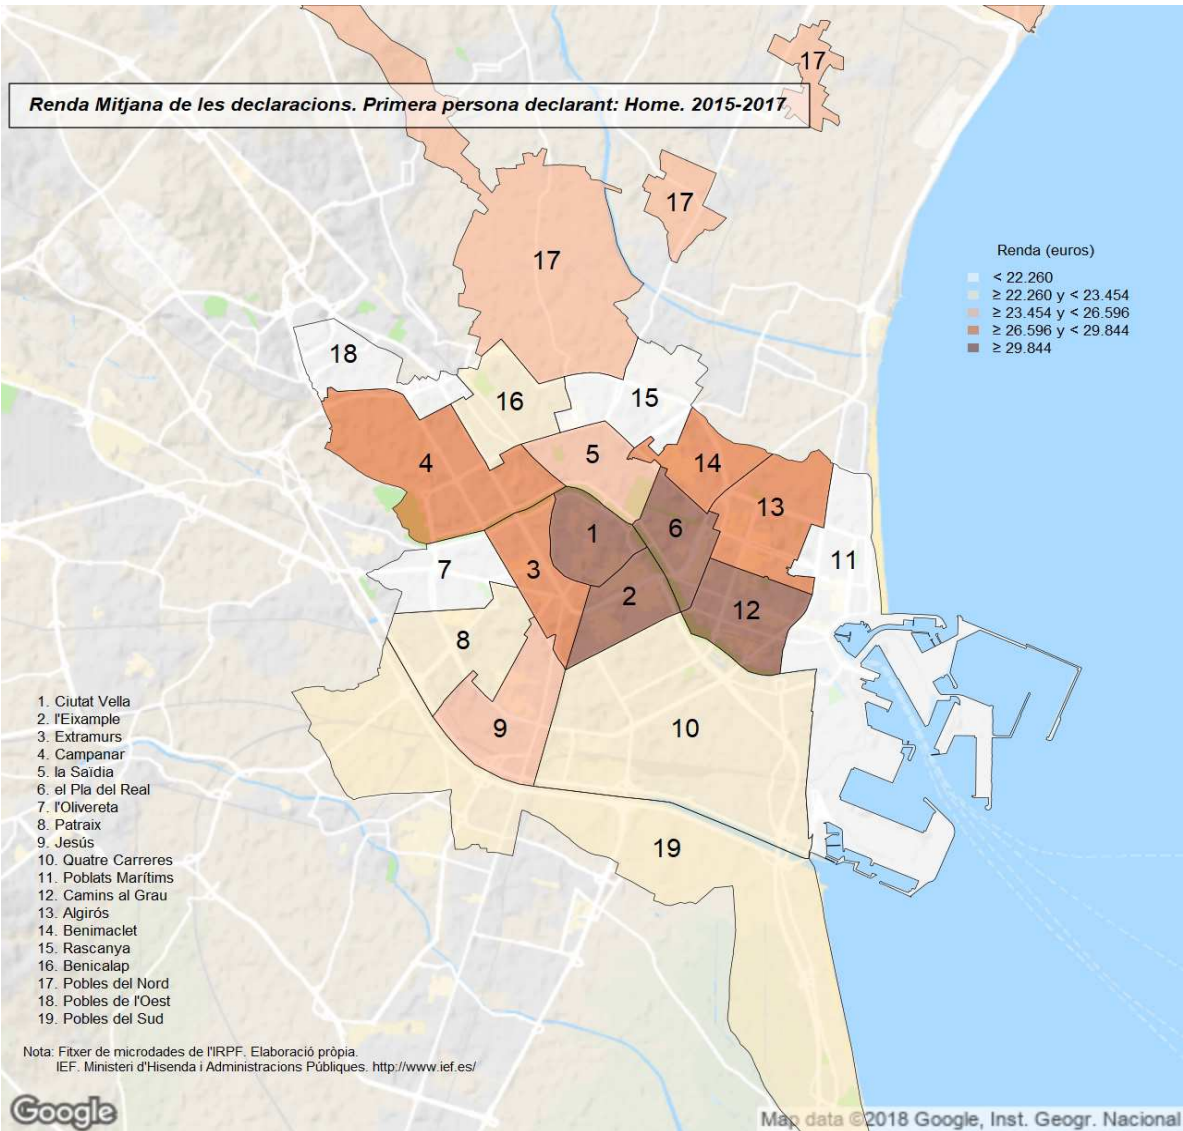 17
Renda Mitjana de les declaracions. Primera persona declarant: Home. 2015-2017
17
17
Renda (euros)
< 22.260
≥ 22.260 y < 23.454
≥ 23.454 y < 26.596
≥ 26.596 y < 29.844
≥ 29.844
18
16
15
5
4
14
13
1
6
11
7
3
2
12
8
9
10
19
1. Ciutat Vella
2. l'Eixample
3. Extramurs
4. Campanar
5. la Saïdia
6. el Pla del Real
7. l'Olivereta
8. Patraix
9. Jesús
10. Quatre Carreres
11. Poblats Marítims
12. Camins al Grau
13. Algirós
14. Benimaclet
15. Rascanya
16. Benicalap
17. Pobles del Nord
18. Pobles de l'Oest
19. Pobles del Sud
Nota: Fitxer de microdades de l'IRPF. Elaboració pròpia.
IEF. Ministeri d'Hisenda i Administracions Públiques. http://www.ief.es/
Google
Map data ©2018 Google, Inst. Geogr. Nacional